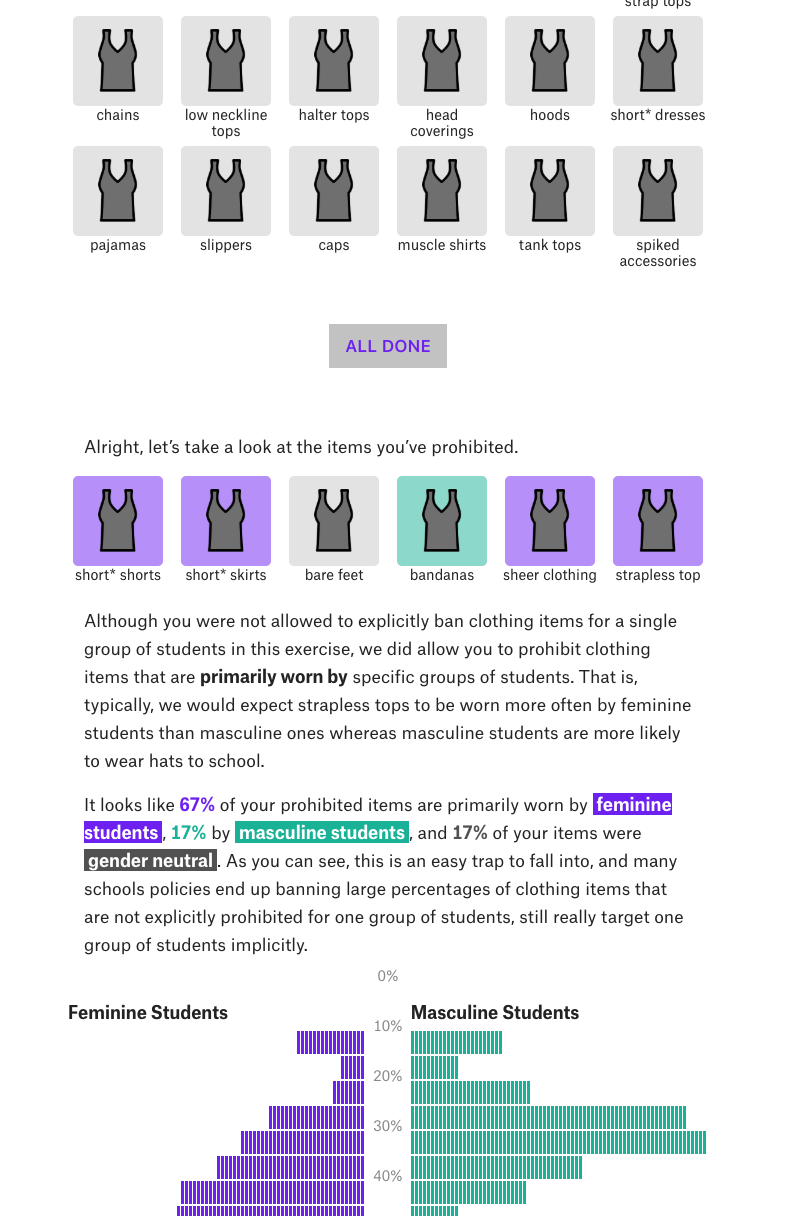 strap tops
chains
low neckline
tops
halter tops
head
coverings
hoods
short* dresses
pajamas
slippers
caps
muscle shirts
tank tops
spiked
accessories
ALL DONE
Alright, let’s take a look at the items you’ve prohibited.
short* shorts
short* skirts
bare feet
bandanas
sheer clothing
strapless top
Although you were not allowed to explicitly ban clothing items for a single
group of students in this exercise, we did allow you to prohibit clothing
items that are primarily worn by specific groups of students. That is,
typically, we would expect strapless tops to be worn more often by feminine
students than masculine ones whereas masculine students are more likely
to wear hats to school.
It looks like 67% of your prohibited items are primarily worn by feminine
students, 17% by masculine students, and 17% of your items were
gender neutral. As you can see, this is an easy trap to fall into, and many
schools policies end up banning large percentages of clothing items that
are not explicitly prohibited for one group of students, still really target one
group of students implicitly.
0%
Feminine Students
Masculine Students
10%
20%
30%
40%